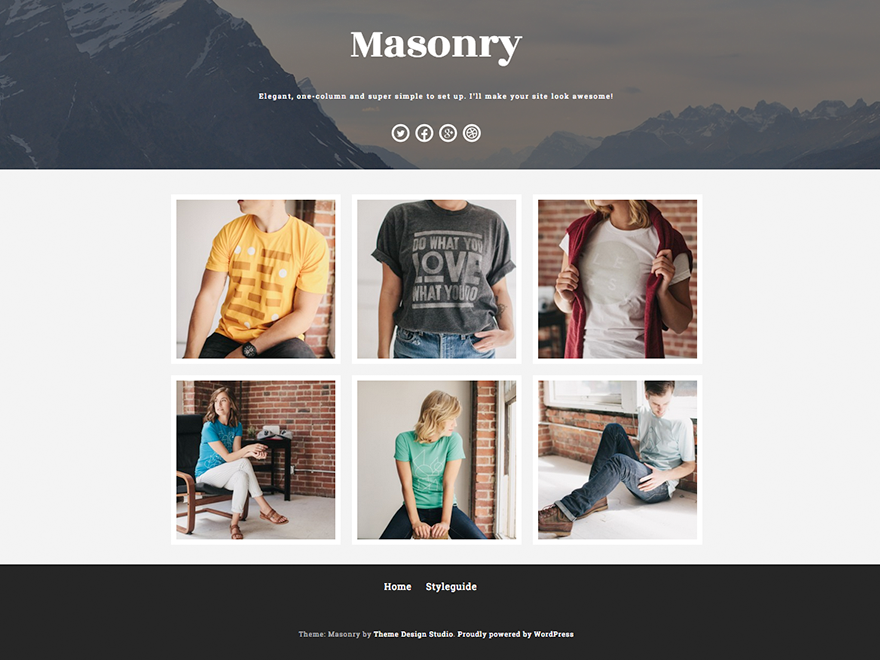 Masonry
Elegant, one-column and super simple to set up. I'll make your site look awesome!
DO WHAT YOU
LOVE
WHAT YOU DO
Home Styleguide
Theme: Masonry by Theme Design Studio. Proudly powered by WordPress